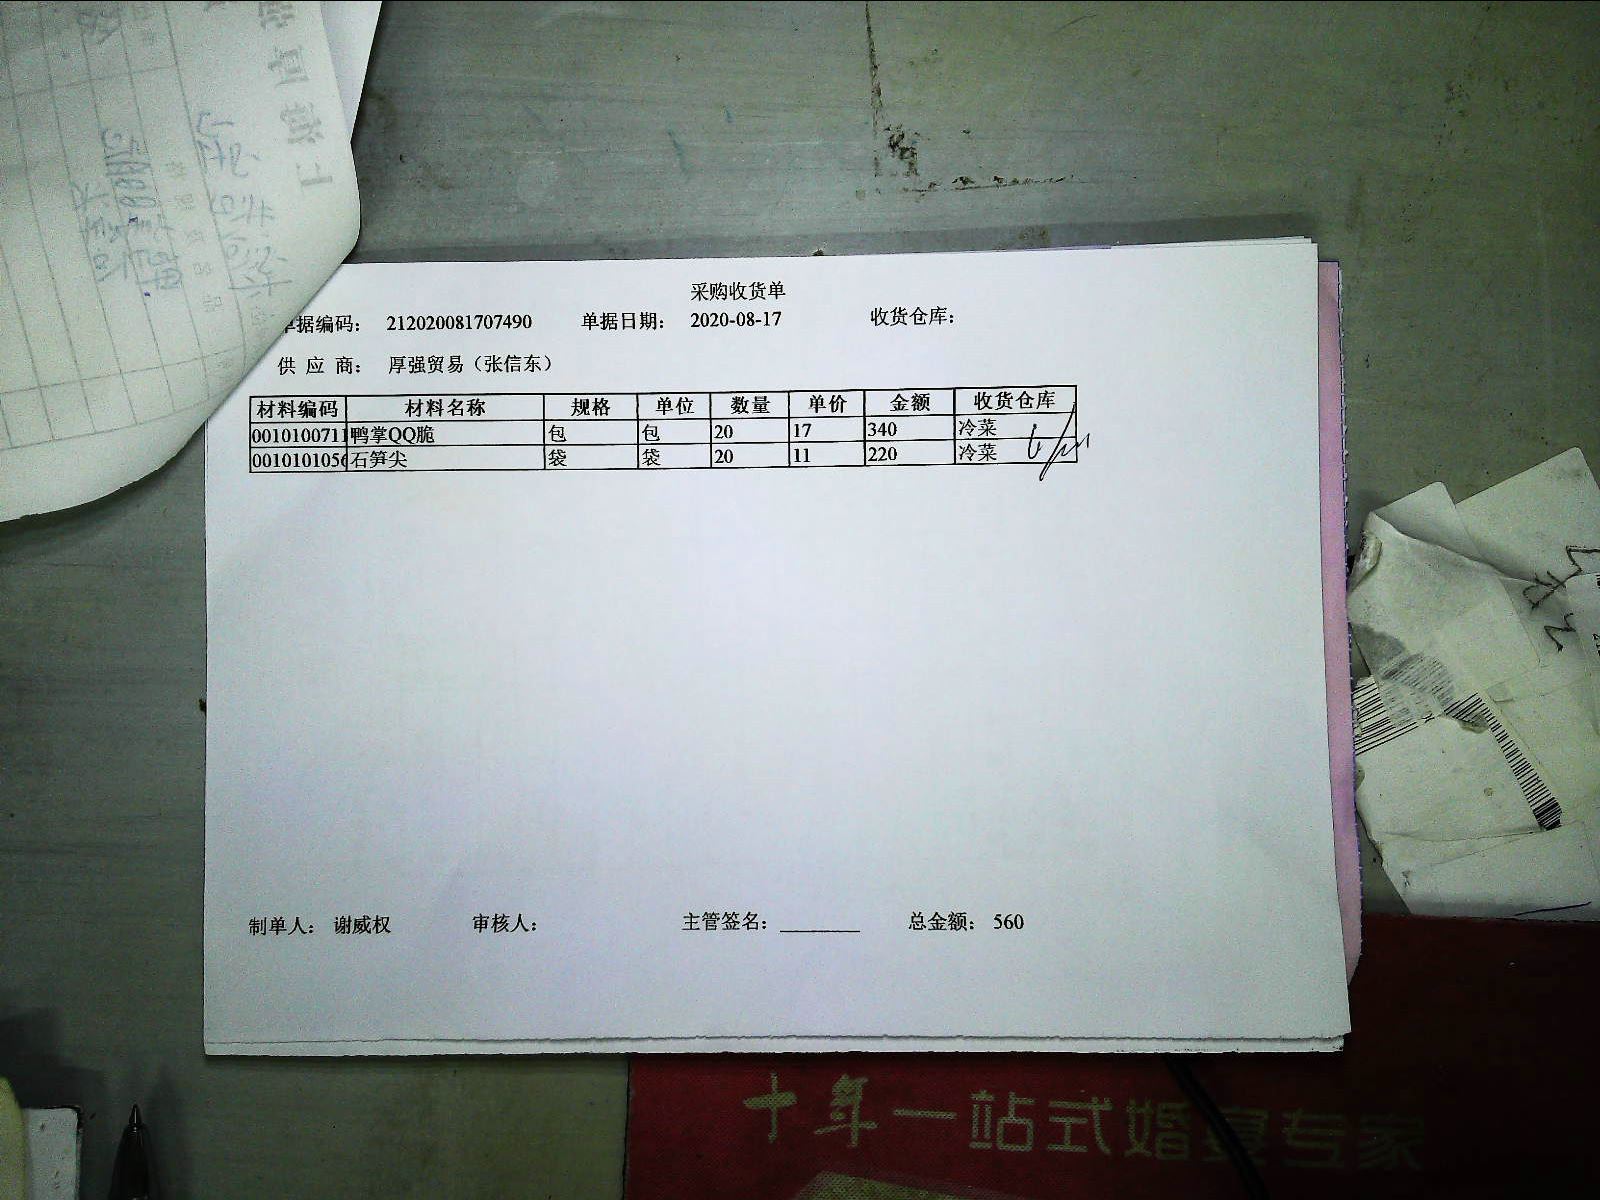 采购收货单
单据编码： 212020081707490 单据日期： 2020-08-17 收货仓库：
供 应 商： 厚强贸易（张信东）
材料编码 材料名称 规格 单位 数量 单价 金额 收货仓库
0010100711 鸭掌QQ脆 包 包 20 17 340 冷菜
0010101056 石笋尖 袋 袋 20 11 220 冷菜
制单人： 谢威权 审核人： 主管签名： ________ 总金额： 560
十年一站式婚宴专家